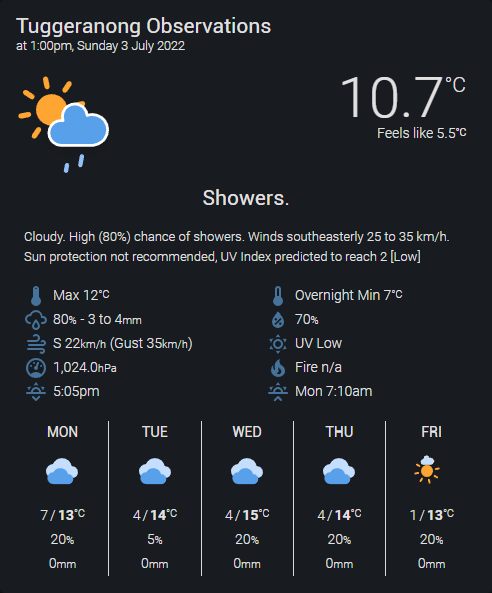 Tuggeranong Observations
at 1:00pm, Sunday 3 July 2022
10.7°C
Feels like 5.5°C
Showers.
Cloudy. High (80%) chance of showers. Winds southeasterly 25 to 35 km/h.
Sun protection not recommended, UV Index predicted to reach 2 [Low]
Max 12°C Overnight Min 7°C
80% - 3 to 4mm 70%
S 22km/h (Gust 35km/h) UV Low
1,024.0hPa Fire n/a
5:05pm Mon 7:10am
MON TUE WED THU FRI
7 / 13°C 4 / 14°C 4 / 15°C 4 / 14°C 1 / 13°C
20% 5% 20% 20% 20%
0mm 0mm 0mm 0mm 0mm